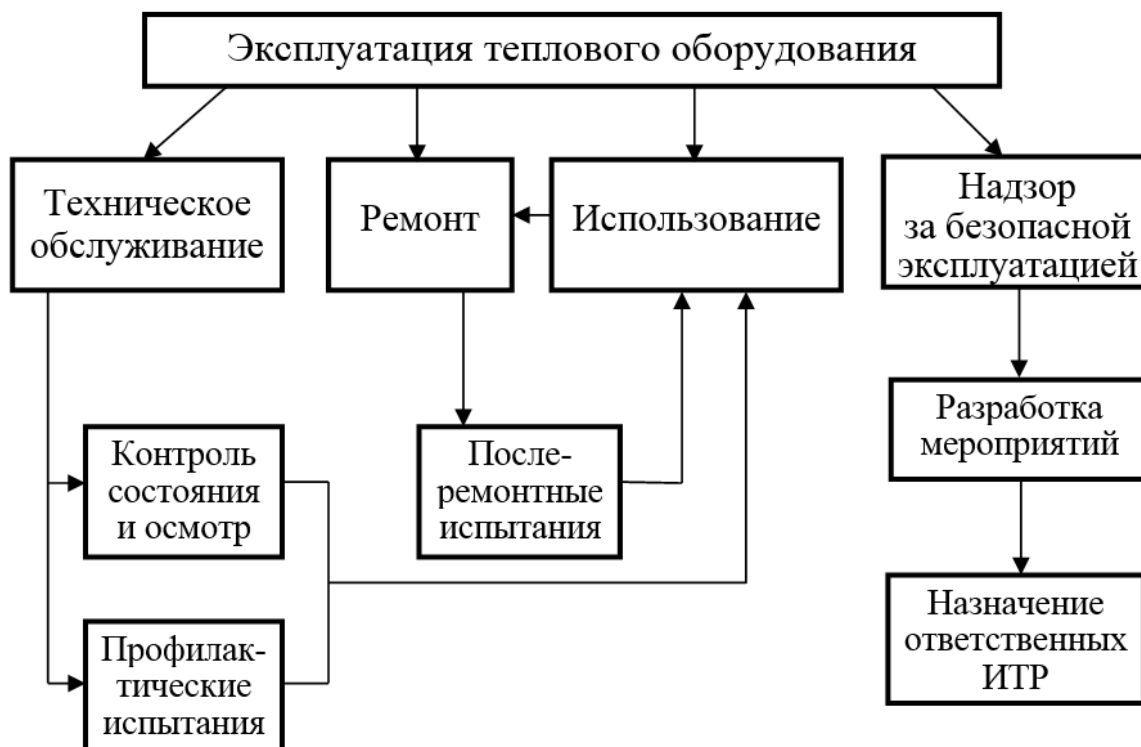 Эксплуатация теплового оборудования
Техническое
обслуживание
Ремонт
Использование
Надзор
за безопасной
эксплуатацией
Контроль
состояния
и осмотр
После-
ремонтные
испытания
Разработка
мероприятий
Профилак-
тические
испытания
Назначение
ответственных
ИТР